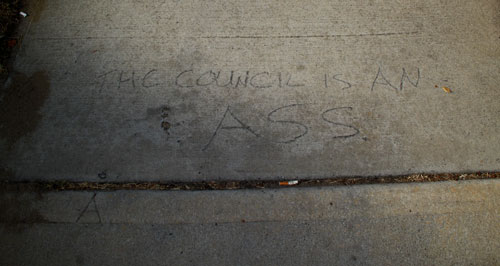 THE COUNCIL IS AN
ASS
A